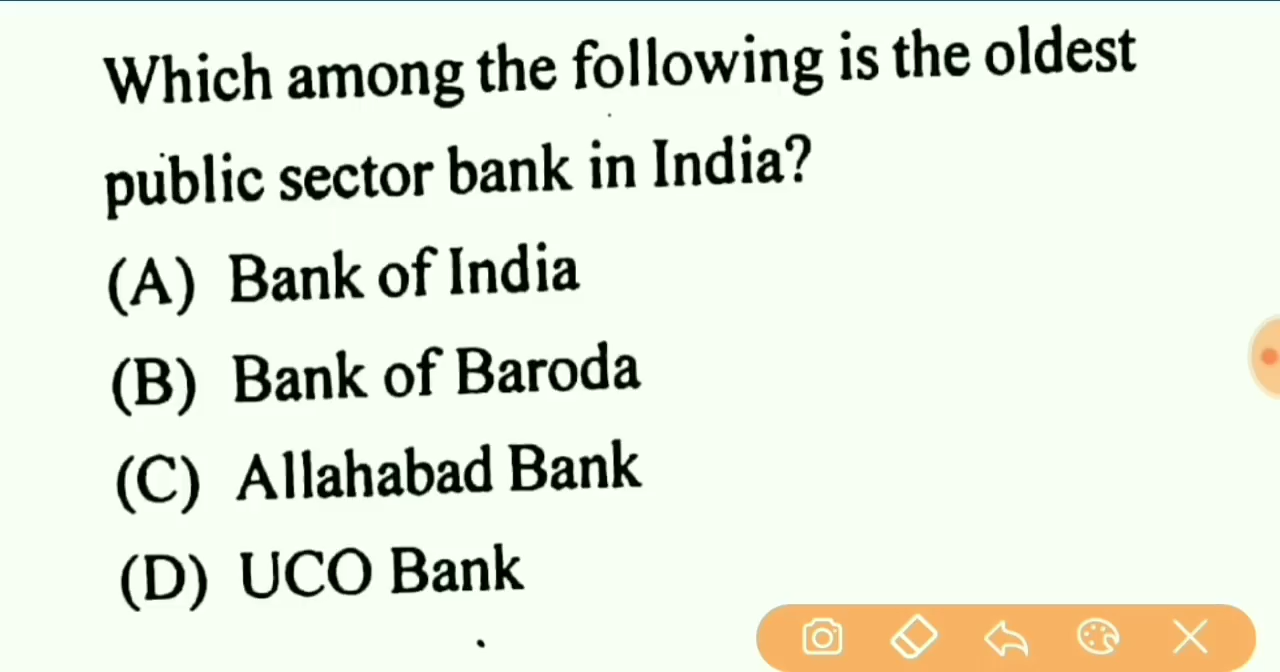 Which among the following is the oldest
public sector bank in India?
(A) Bank of India
(B) Bank of Baroda
(C) Allahabad Bank
(D) UCO Bank